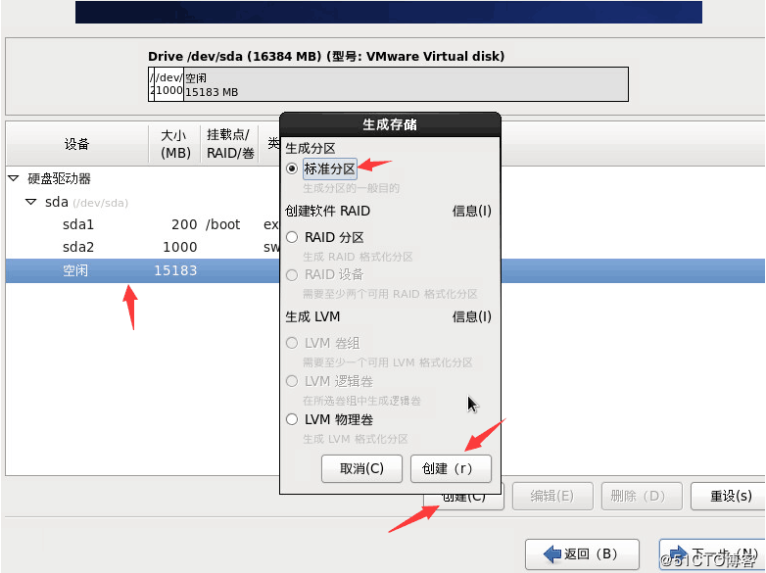 Drive /dev/sda (16384 MB) (型号: VMware Virtual disk)
/ /dev/ 空闲
2 1000 15183 MB
生成存储
设备
大小
(MB)
挂载点/
RAID/卷
类
生成分区
标准分区
生成分区的一般目的
硬盘驱动器
sda (/dev/sda)
sda1 200 /boot ex
sda2 1000 sw
空闲 15183
创建软件 RAID 信息(I)
RAID 分区
生成 RAID 格式化分区
RAID 设备
需要至少两个可用 RAID 格式化分区
生成 LVM 信息(I)
LVM 卷组
需要至少一个可用 LVM 格式化分区
LVM 逻辑卷
在所选卷组中生成逻辑卷
LVM 物理卷
生成 LVM 格式化分区
取消(C) 创建（r）
创建(C) 编辑(E) 删除（D） 重设(s)
返回（B） 下一步（N）
@51CTO博客